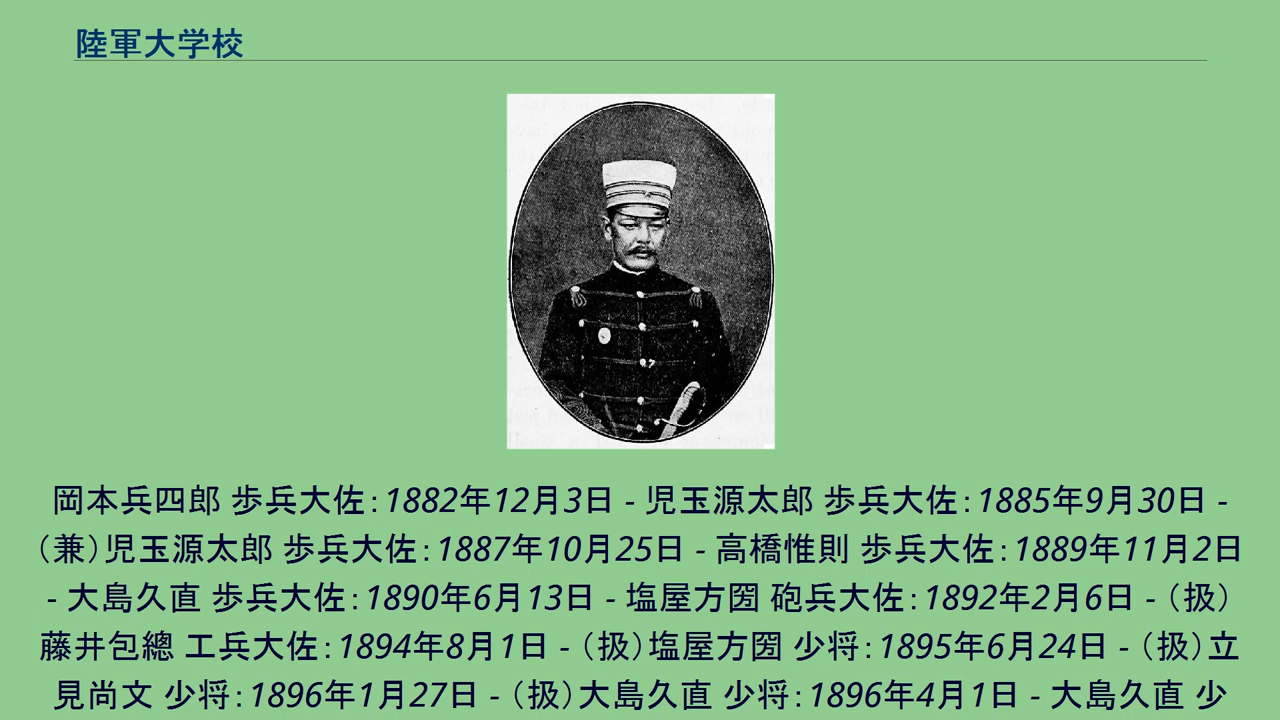 陸軍大学校
岡本兵四郎 歩兵大佐：1882年12月3日 - 児玉源太郎 歩兵大佐：1885年9月30日 -
（兼）児玉源太郎 歩兵大佐：1887年10月25日 - 高橋惟則 歩兵大佐：1889年11月2日
- 大島久直 歩兵大佐：1890年6月13日 - 塩屋方圀 砲兵大佐：1892年2月6日 - （扱）
藤井包總 工兵大佐：1894年8月1日 - （扱）塩屋方圀 少将：1895年6月24日 - （扱）立
見尚文 少将：1896年1月27日 - （扱）大島久直 少将：1896年4月1日 - 大島久直 少